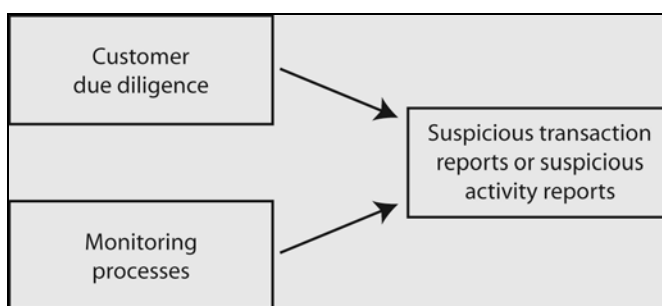 Customer
due diligence
Suspicious transaction
reports or suspicious
activity reports
Monitoring
processes